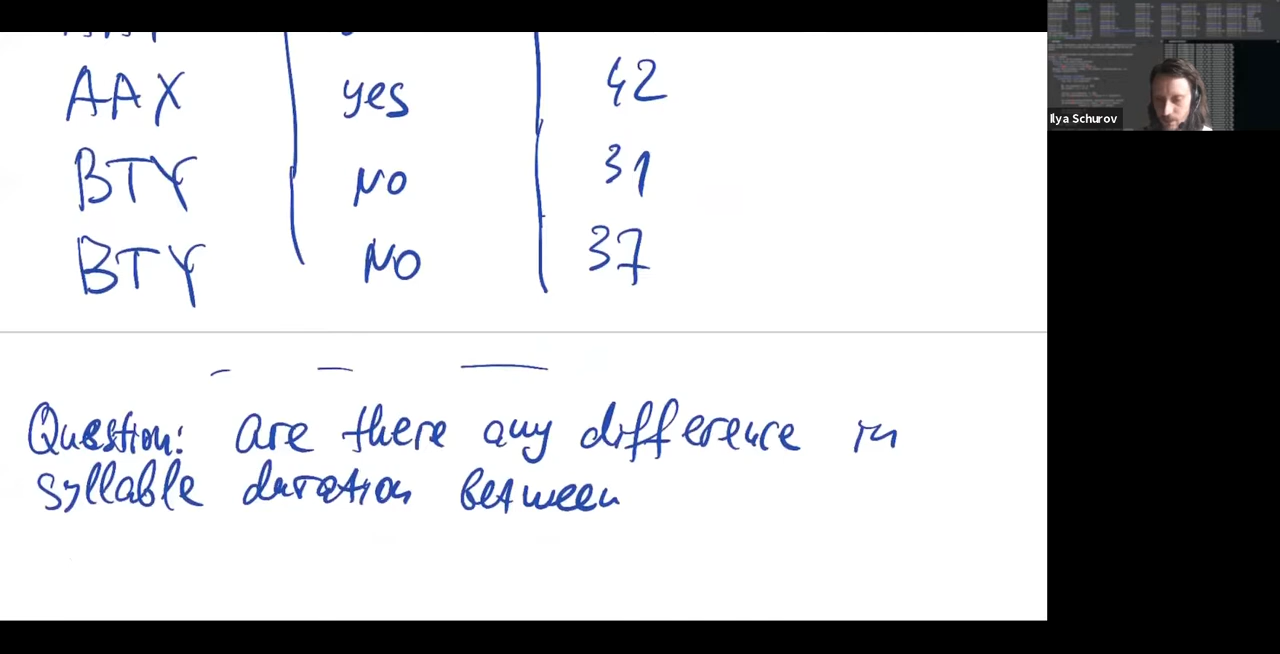 AAX yes 42
BTY NO 31
BTY NO 37
Question: are there any difference in
syllable duration between
Ilya Schurov